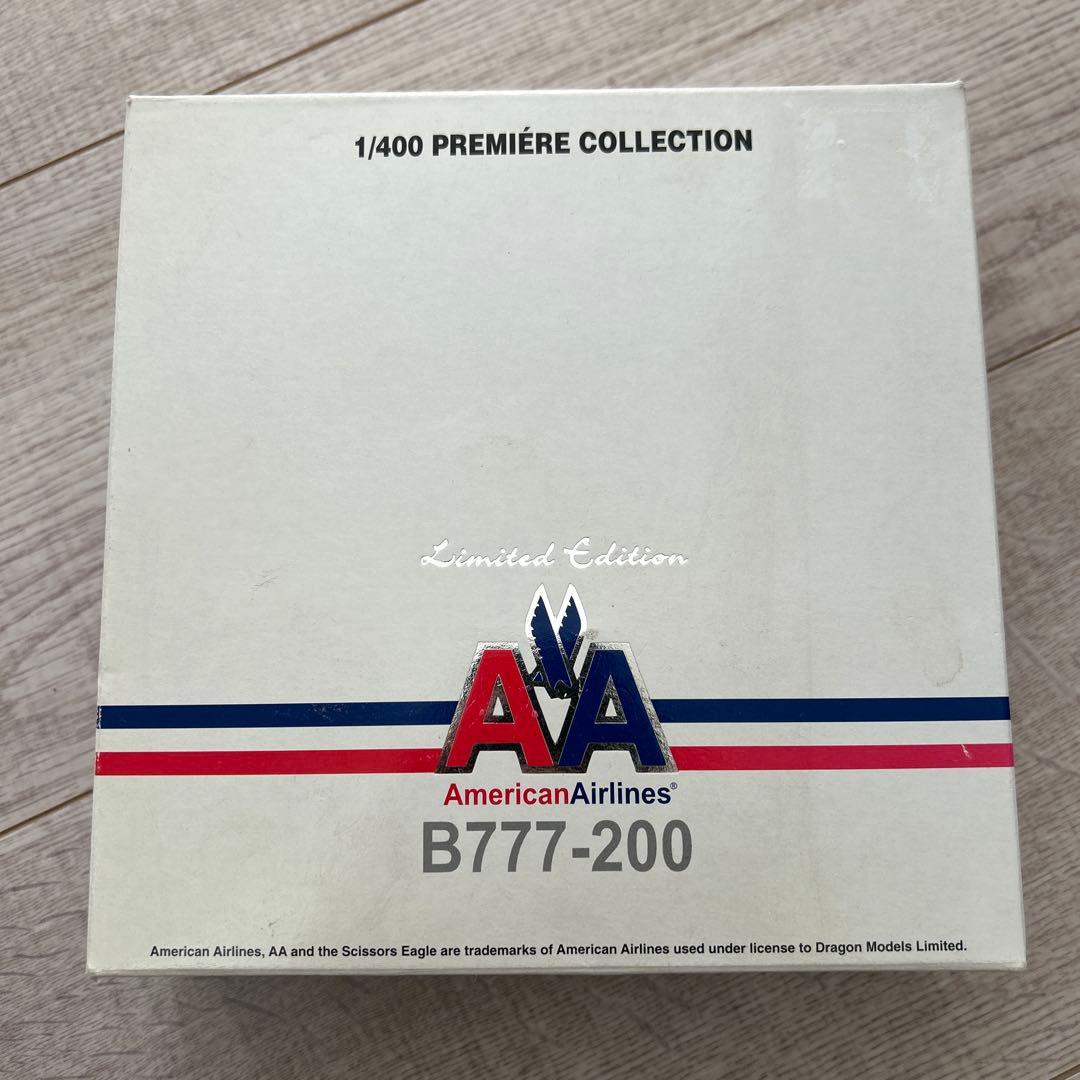 1/400 PREMIÉRE COLLECTION
Limited Edition
AA
AmericanAirlines®
B777-200
American Airlines, AA and the Scissors Eagle are trademarks of American Airlines used under license to Dragon Models Limited.